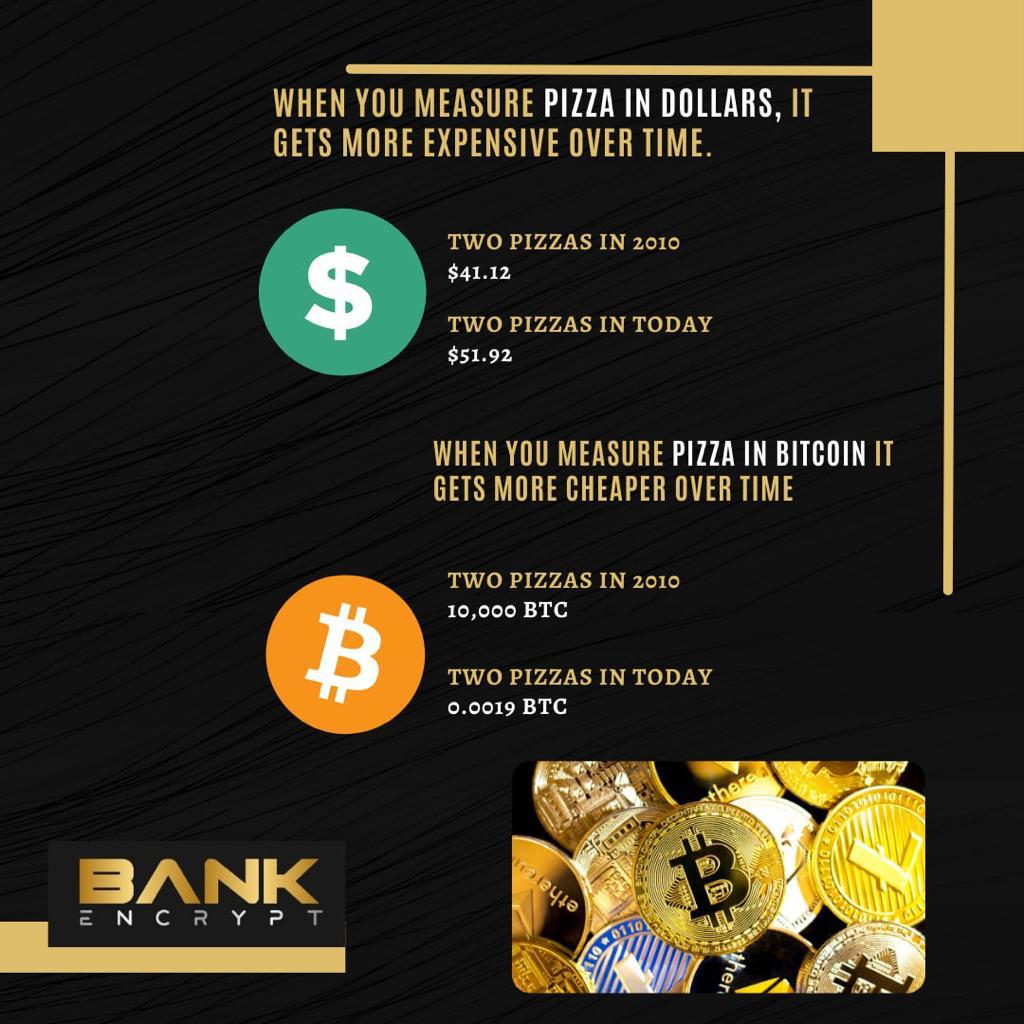 WHEN YOU MEASURE PIZZA IN DOLLARS, IT
GETS MORE EXPENSIVE OVER TIME.
$
TWO PIZZAS IN 2010
$41.12
TWO PIZZAS IN TODAY
$51.92
WHEN YOU MEASURE PIZZA IN BITCOIN IT
GETS MORE CHEAPER OVER TIME
₿
TWO PIZZAS IN 2010
10,000 BTC
TWO PIZZAS IN TODAY
0.0019 BTC
BANK
ENCRYPT
ethere
ethereum